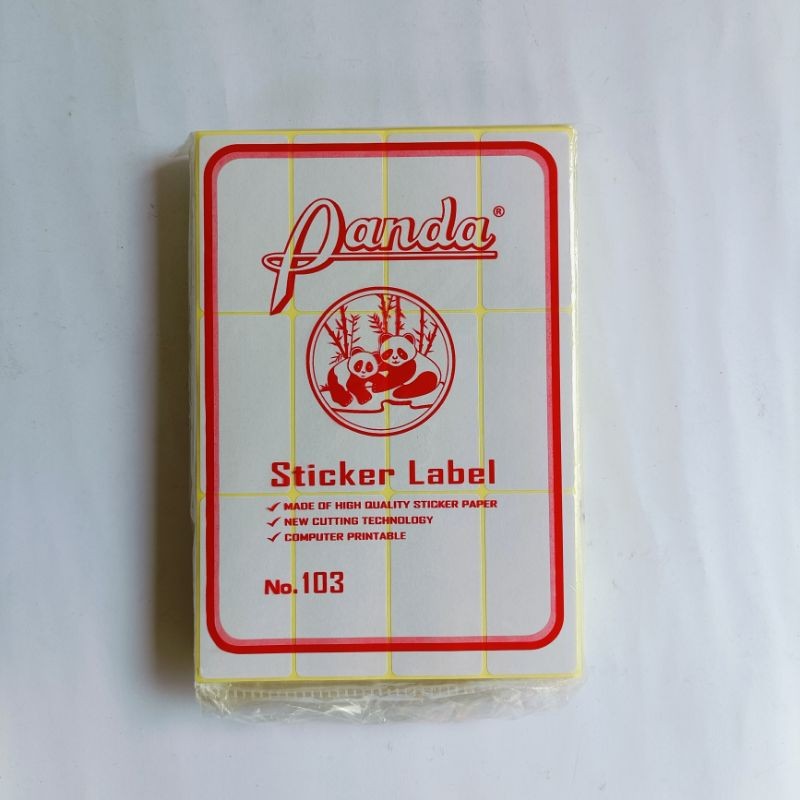 Panda®
Sticker Label
✓ MADE OF HIGH QUALITY STICKER PAPER
✓ NEW CUTTING TECHNOLOGY
✓ COMPUTER PRINTABLE
No. 103